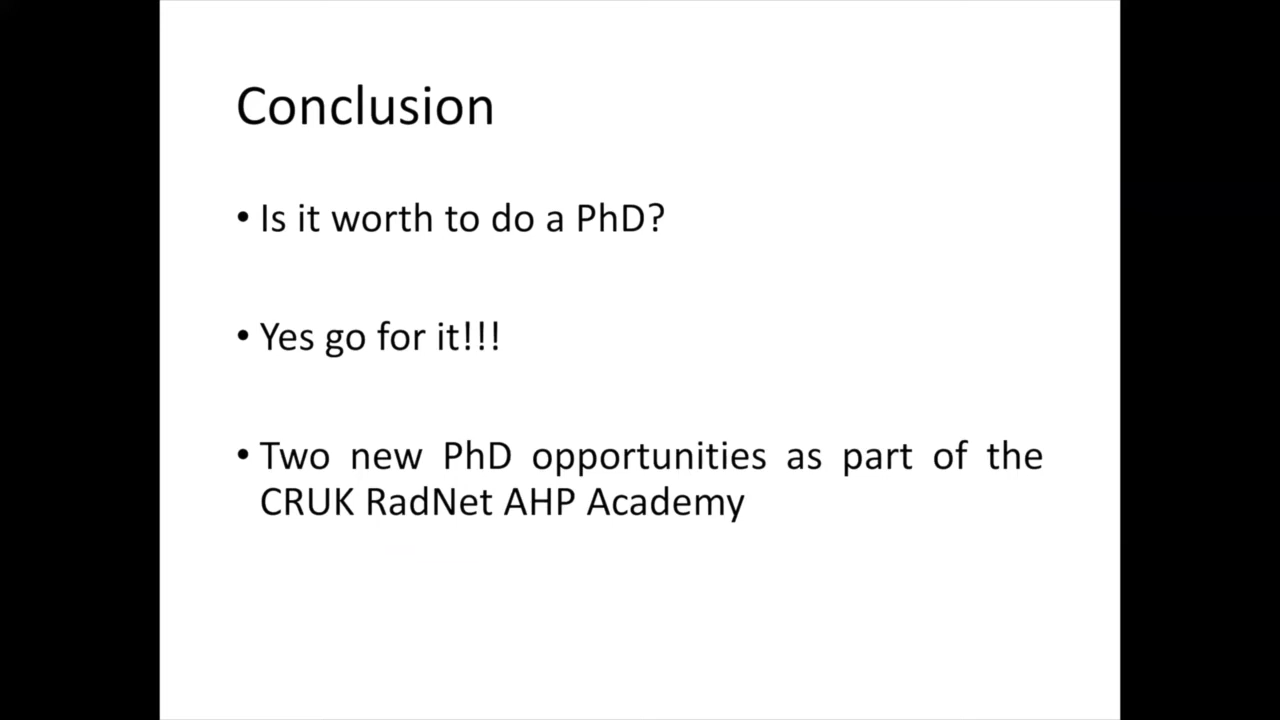 Conclusion
• Is it worth to do a PhD?
• Yes go for it!!!
• Two new PhD opportunities as part of the
CRUK RadNet AHP Academy